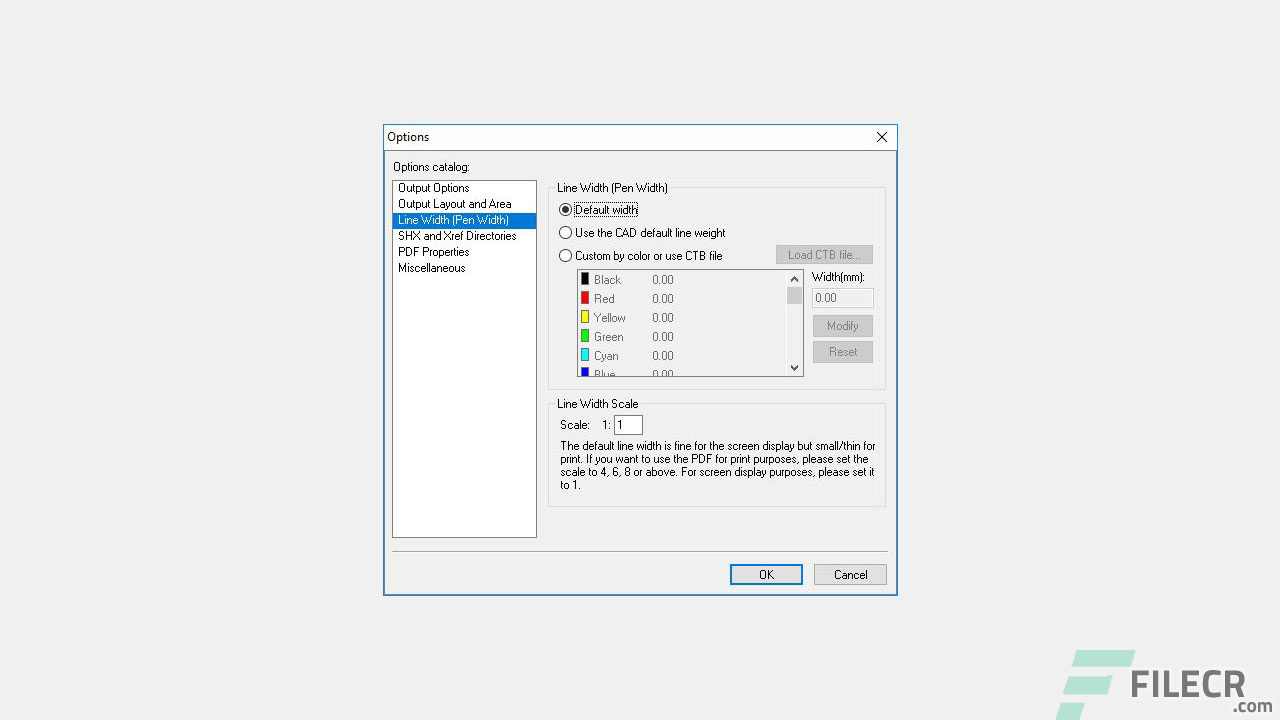 Options
Options catalog:
Output Options
Output Layout and Area
Line Width (Pen Width)
SHX and Xref Directories
PDF Properties
Miscellaneous
Line Width (Pen Width)
Default width
Use the CAD default line weight
Custom by color or use CTB file
Load CTB file...
Black 0.00
Red 0.00
Yellow 0.00
Green 0.00
Cyan 0.00
Blue 0.00
Width(mm):
0.00
Modify
Reset
Line Width Scale
Scale: 1: 1
The default line width is fine for the screen display but small/thin for
print. If you want to use the PDF for print purposes, please set the
scale to 4, 6, 8 or above. For screen display purposes, please set it
to 1.
OK Cancel
FILECR
.com